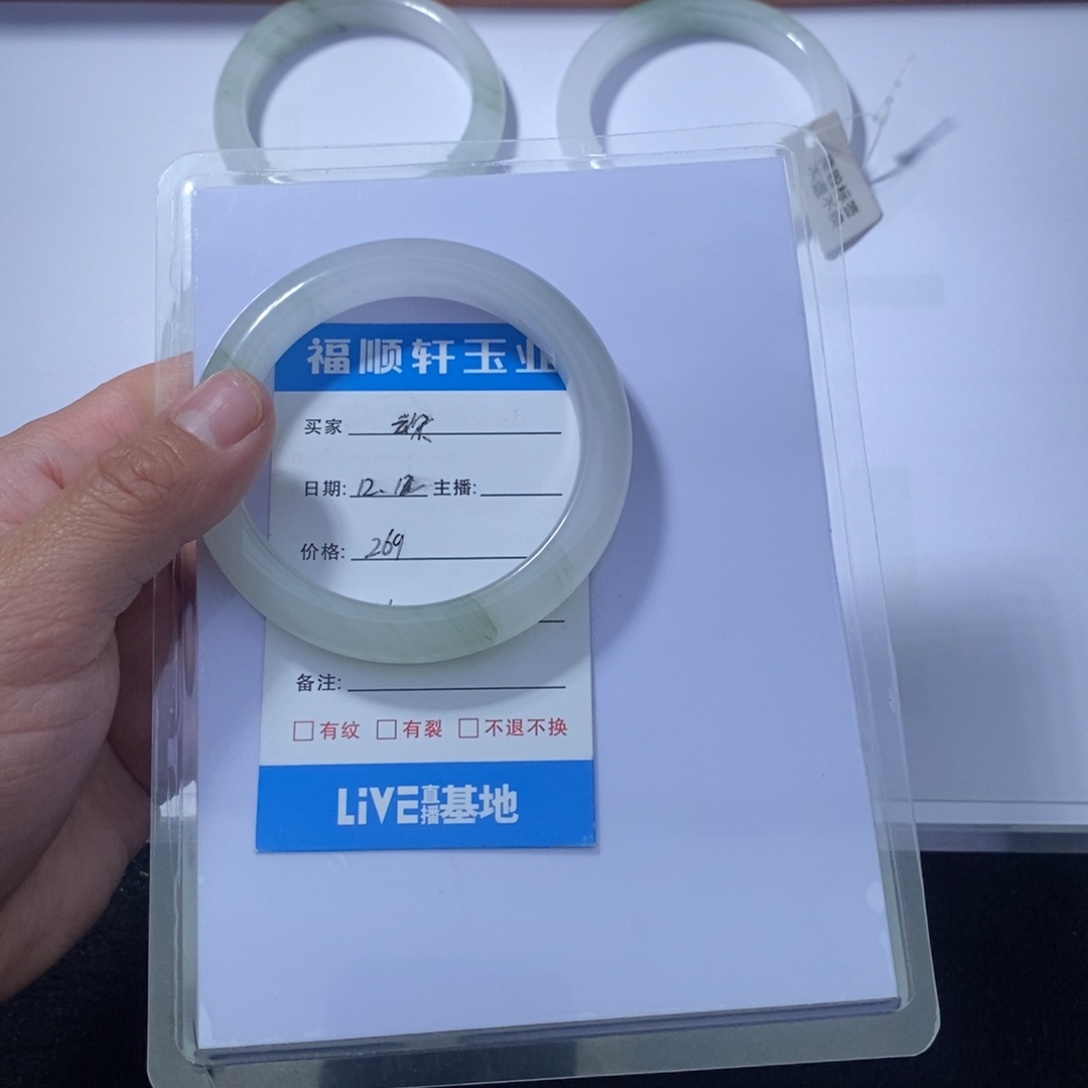 福顺轩玉业
买家
日期: 12.12 主播:
价格: 269
备注:
□有纹 □有裂 □不退不换
LiVE直播基地